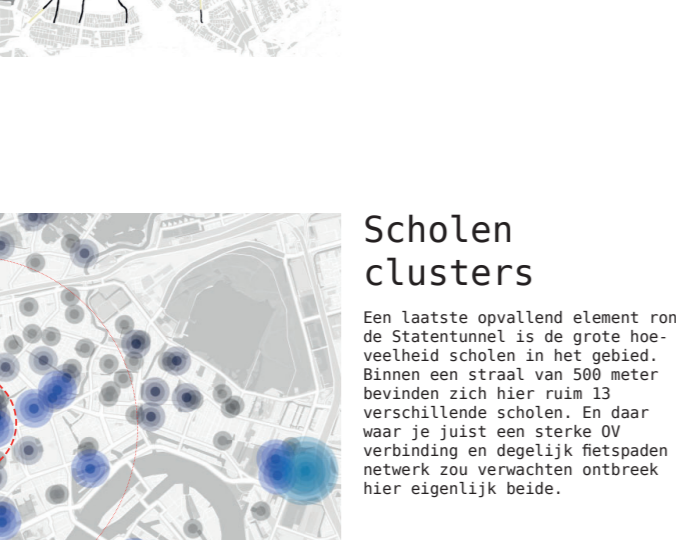 Scholen
clusters
Een laatste opvallend element ron
de Statentunnel is de grote hoe-
veelheid scholen in het gebied.
Binnen een straal van 500 meter
bevinden zich hier ruim 13
verschillende scholen. En daar
waar je juist een sterke OV
verbinding en degelijk fietspaden
netwerk zou verwachten ontbreek
hier eigenlijk beide.